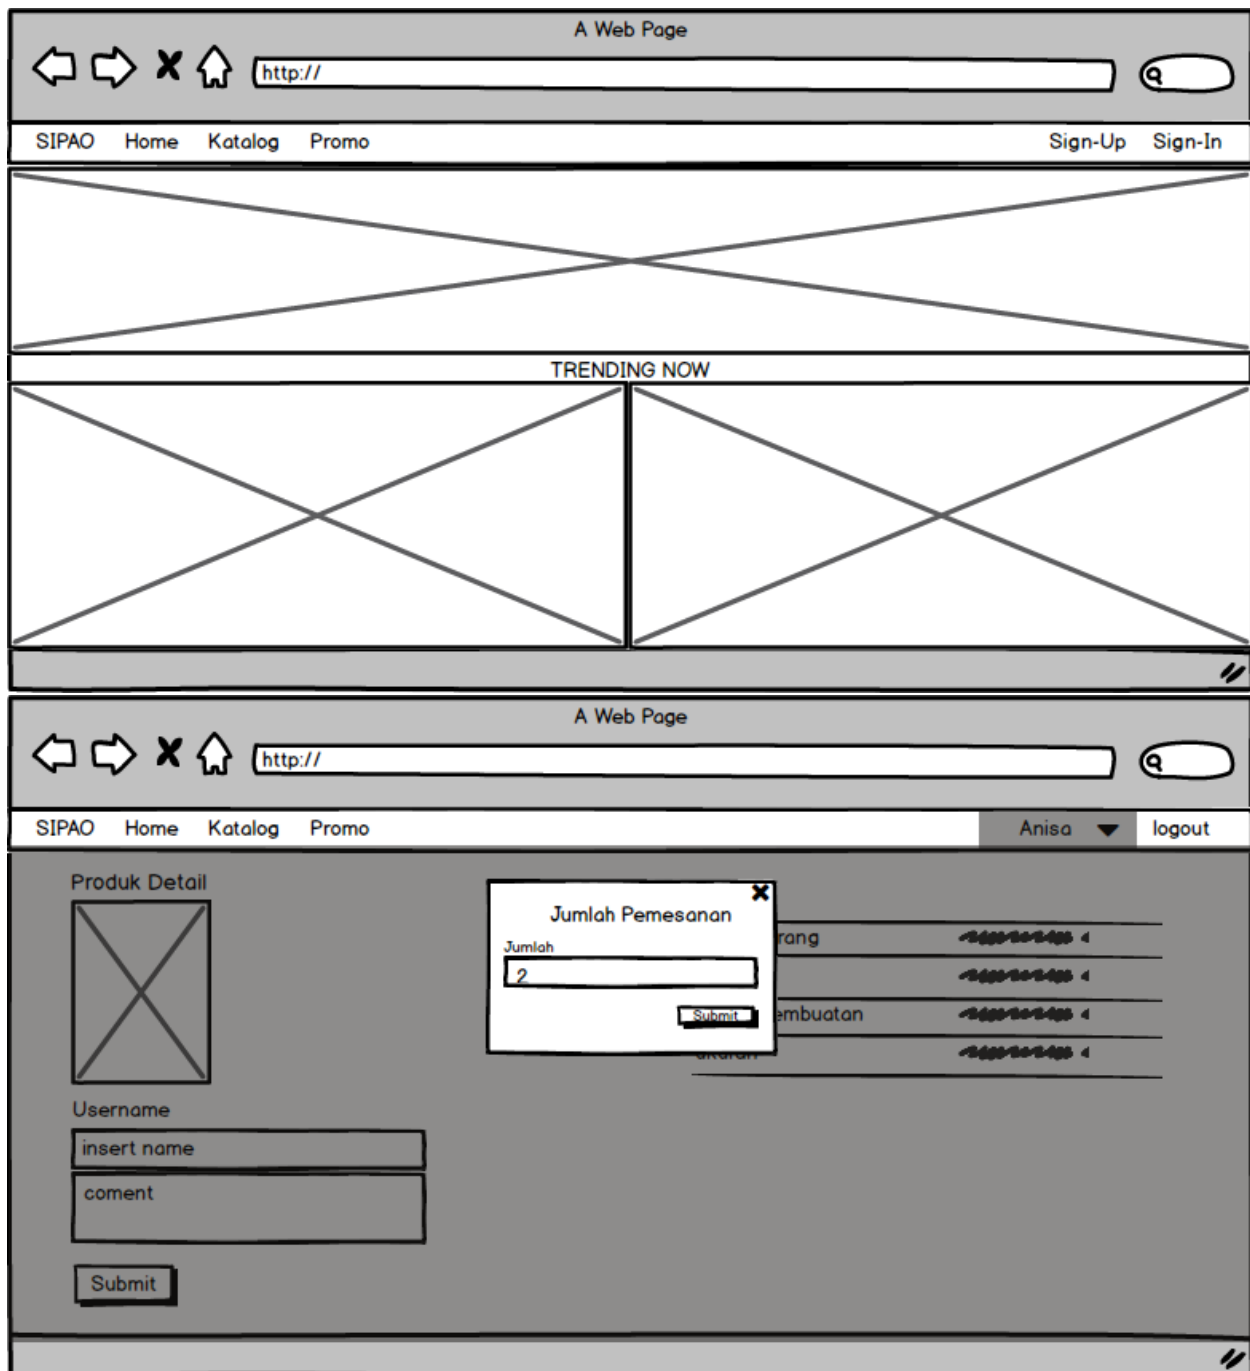 A Web Page
http://
SIPAO Home Katalog Promo Sign-Up Sign-In
TRENDING NOW
A Web Page
http://
SIPAO Home Katalog Promo Anisa logout
Produk Detail
Jumlah Pemesanan
Jumlah
2
Submit
rang
embuatan
ukuran
Username
insert name
coment
Submit